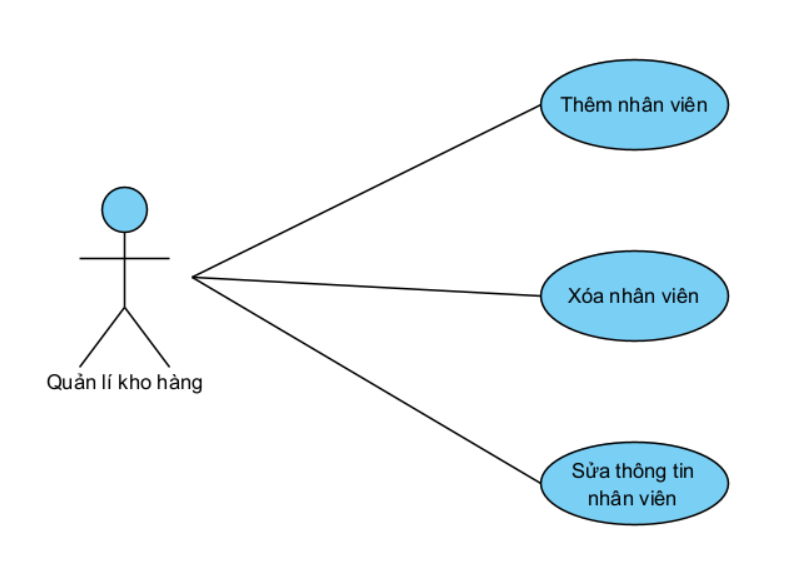 Thêm nhân viên
Xóa nhân viên
Quản lí kho hàng
Sửa thông tin
nhân viên